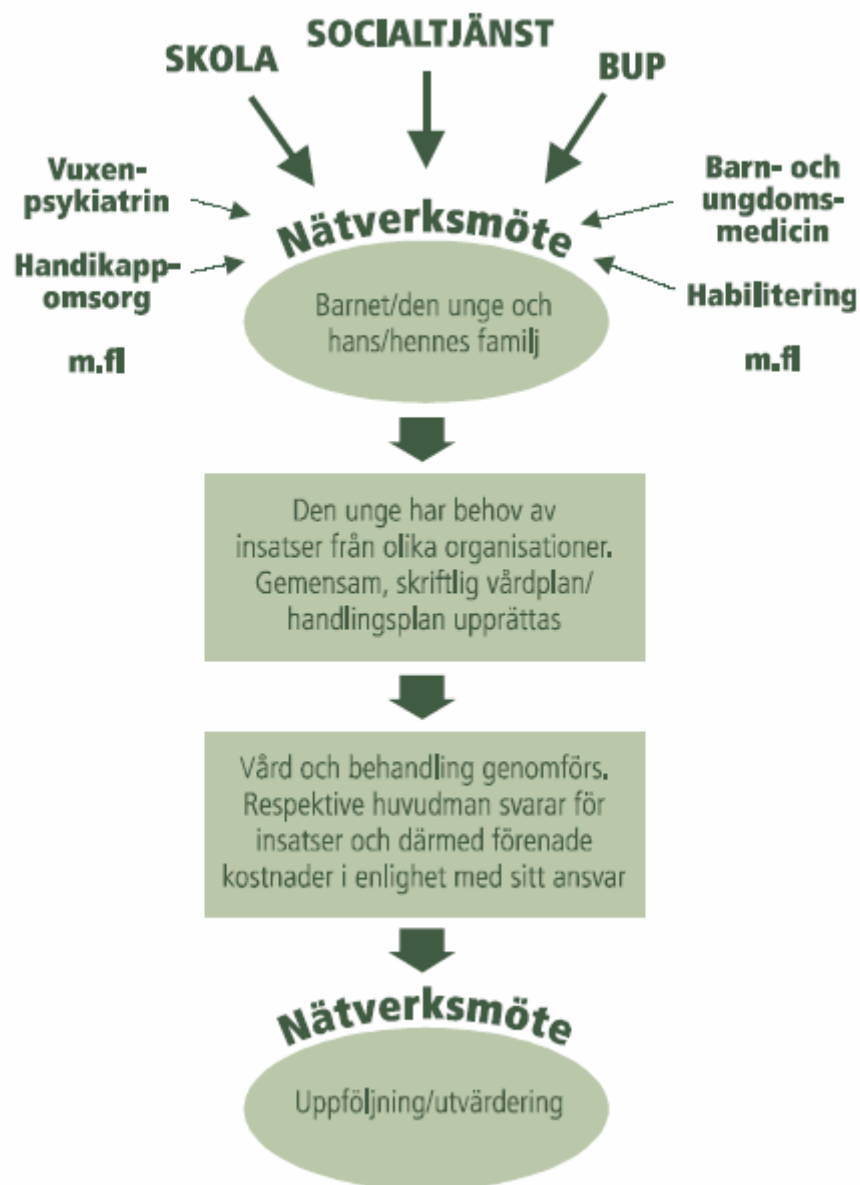 SOCIALTJÄNST
SKOLA
BUP
Vuxen-
psykiatrin
Handikapp-
omsorg
m.fl
Barn- och
ungdoms-
medicin
Habilitering
m.fl
Nätverksmöte
Barnet/den unge och
hans/hennes familj
Den unge har behov av
insatser från olika organisationer.
Gemensam, skriftlig vårdplan/
handlingsplan upprättas
Vård och behandling genomförs.
Respektive huvudman svarar för
insatser och därmed förenade
kostnader i enlighet med sitt ansvar
Nätverksmöte
Uppföljning/utvärdering